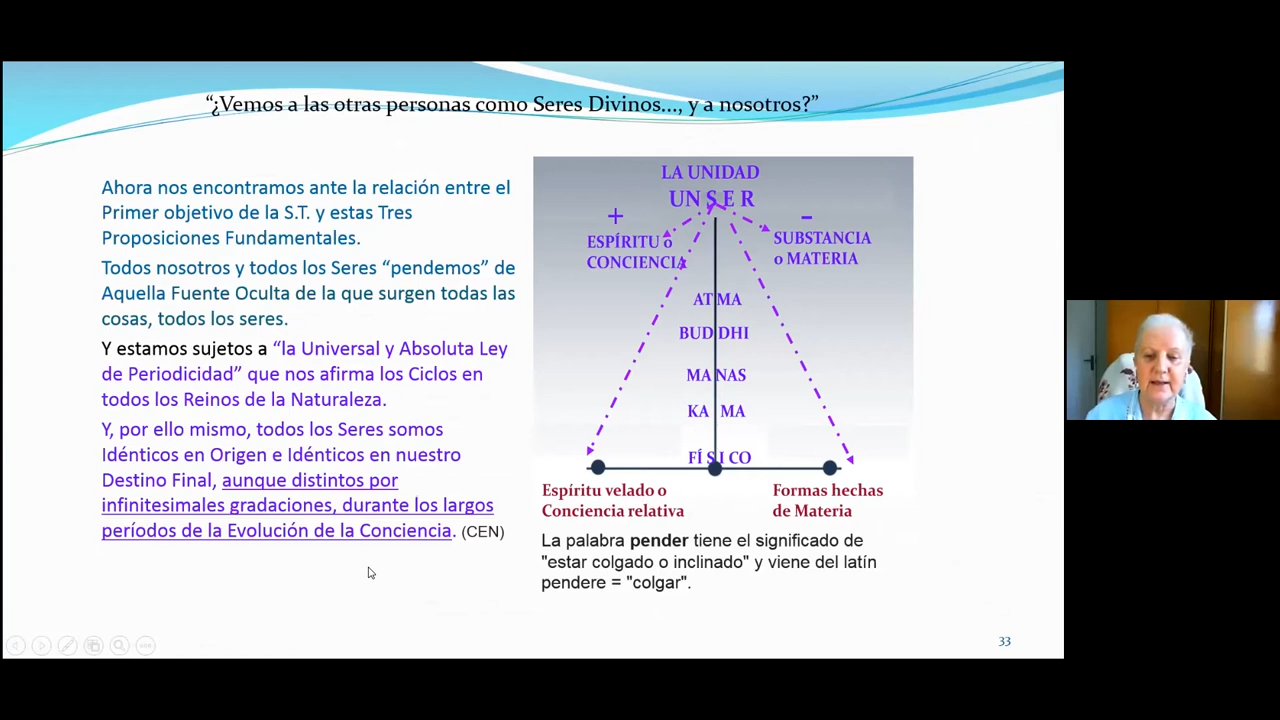 “¿Vemos a las otras personas como Seres Divinos..., y a nosotros?”
Ahora nos encontramos ante la relación entre el
Primer objetivo de la S.T. y estas Tres
Proposiciones Fundamentales.
Todos nosotros y todos los Seres “pendemos” de
Aquella Fuente Oculta de la que surgen todas las
cosas, todos los seres.
Y estamos sujetos a “la Universal y Absoluta Ley
de Periodicidad” que nos afirma los Ciclos en
todos los Reinos de la Naturaleza.
Y, por ello mismo, todos los Seres somos
Idénticos en Origen e Idénticos en nuestro
Destino Final, aunque distintos por
infinitesimales gradaciones, durante los largos
períodos de la Evolución de la Conciencia. (CEN)
LA UNIDAD
UN SER
+
ESPÍRITU o
CONCIENCIA
-
SUBSTANCIA
o MATERIA
ATMA
BUDDHI
MANAS
KAMA
FÍSICO
Espíritu velado o
Conciencia relativa
Formas hechas
de Materia
La palabra pender tiene el significado de
"estar colgado o inclinado" y viene del latín
pendere = "colgar".
33